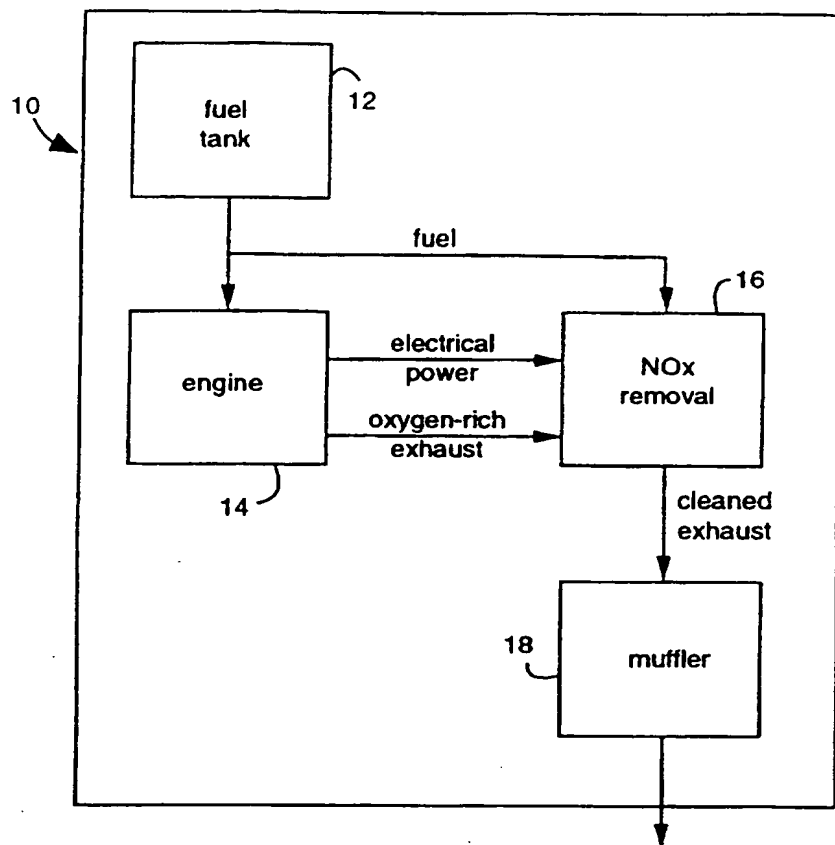 10
fuel
tank
12
fuel
16
engine
electrical
power
oxygen-rich
exhaust
NOx
removal
14
cleaned
exhaust
18
muffler